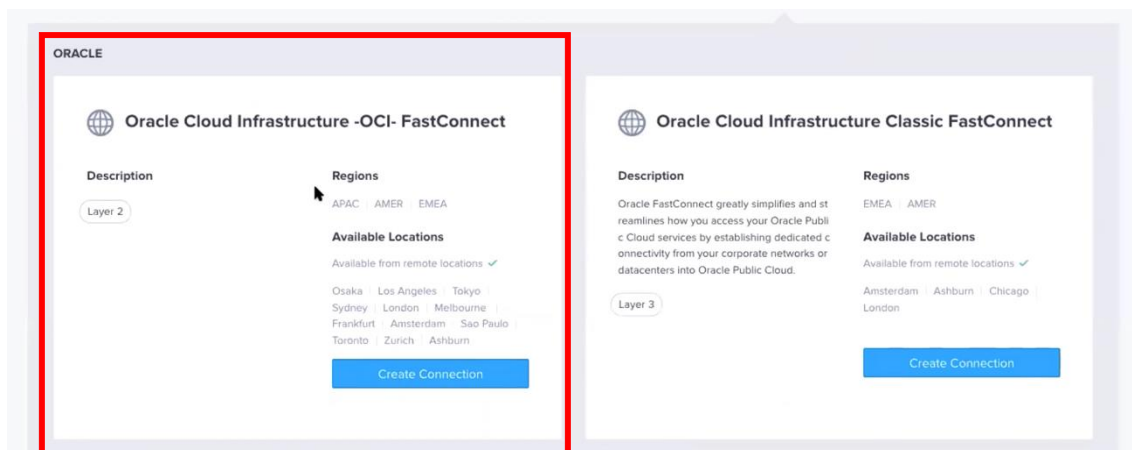 ORACLE
Oracle Cloud Infrastructure -OCI- FastConnect
Description
Layer 2
Regions
APAC | AMER | EMEA
Available Locations
Available from remote locations ✓
Osaka | Los Angeles | Tokyo |
Sydney | London | Melbourne |
Frankfurt | Amsterdam | Sao Paulo |
Toronto | Zurich | Ashburn
Create Connection
Oracle Cloud Infrastructure Classic FastConnect
Description
Oracle FastConnect greatly simplifies and st
reamlines how you access your Oracle Publi
c Cloud services by establishing dedicated c
onnectivity from your corporate networks or
datacenters into Oracle Public Cloud.
Layer 3
Regions
EMEA | AMER
Available Locations
Available from remote locations ✓
Amsterdam | Ashburn | Chicago |
London
Create Connection